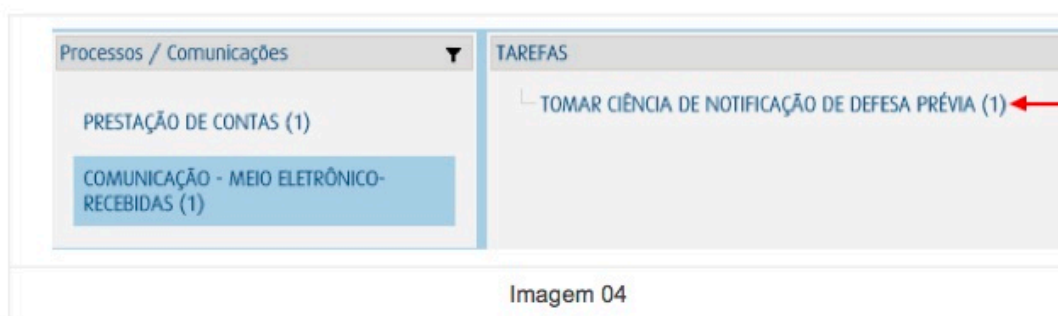 Processos / Comunicações
TAREFAS
TOMAR CIÊNCIA DE NOTIFICAÇÃO DE DEFESA PRÉVIA (1)
PRESTAÇÃO DE CONTAS (1)
COMUNICAÇÃO - MEIO ELETRÔNICO-
RECEBIDAS (1)
Imagem 04